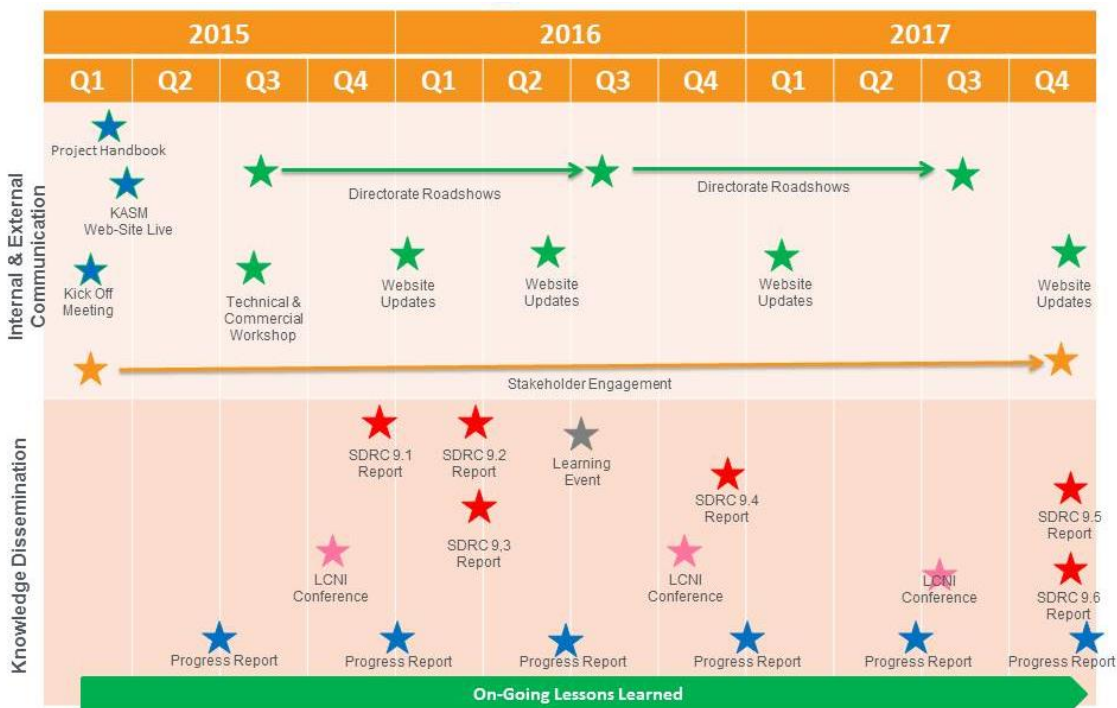 2015 2016 2017
Q1 Q2 Q3 Q4 Q1 Q2 Q3 Q4 Q1 Q2 Q3 Q4
Internal & External
Communication
Project Handbook
KASM
Web-Site Live
Directorate Roadshows
Directorate Roadshows
Kick Off
Meeting
Technical &
Commercial
Workshop
Website
Updates
Website
Updates
Website
Updates
Website
Updates
Stakeholder Engagement
Knowledge Dissemination
SDRC 9.1
Report
SDRC 9.2
Report
Learning
Event
SDRC 9.4
Report
SDRC 9.5
Report
SDRC 9,3
Report
LCNI
Conference
LCNI
Conference
LCNI
Conference
SDRC 9.6
Report
Progress Report
Progress Report
Progress Report
Progress Report
Progress Report
Progress Report
On-Going Lessons Learned